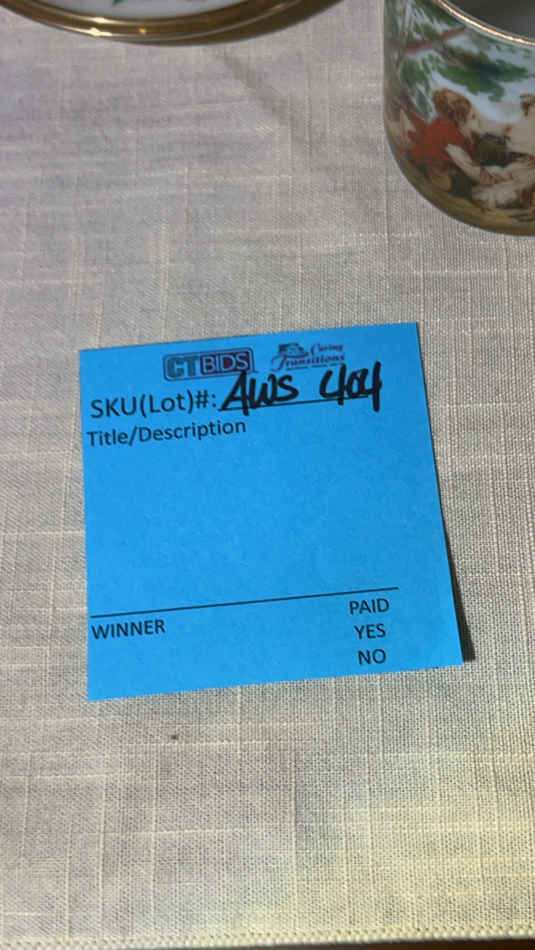 CTBIDS Caring Transitions
SKU(Lot)#: AWS 404
Title/Description
WINNER PAID
YES
NO